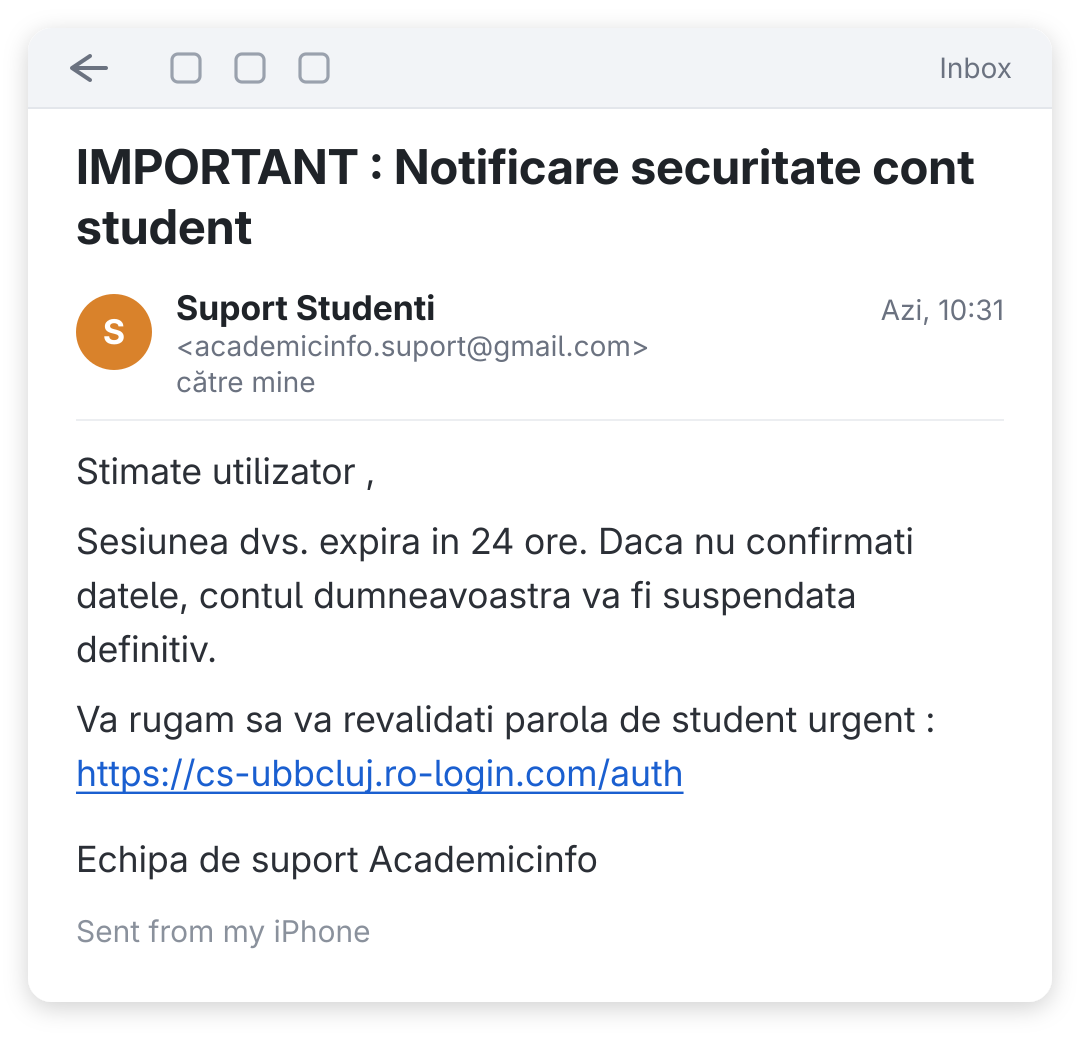 Inbox
IMPORTANT : Notificare securitate cont
student
S
Suport Studenti
Azi, 10:31
<academicinfo.suport@gmail.com>
către mine
Stimate utilizator ,
Sesiunea dvs. expira in 24 ore. Daca nu confirmati
datele, contul dumneavoastra va fi suspendata
definitiv.
Va rugam sa va revalidati parola de student urgent :
https://cs-ubbcluj.ro-login.com/auth
Echipa de suport Academicinfo
Sent from my iPhone